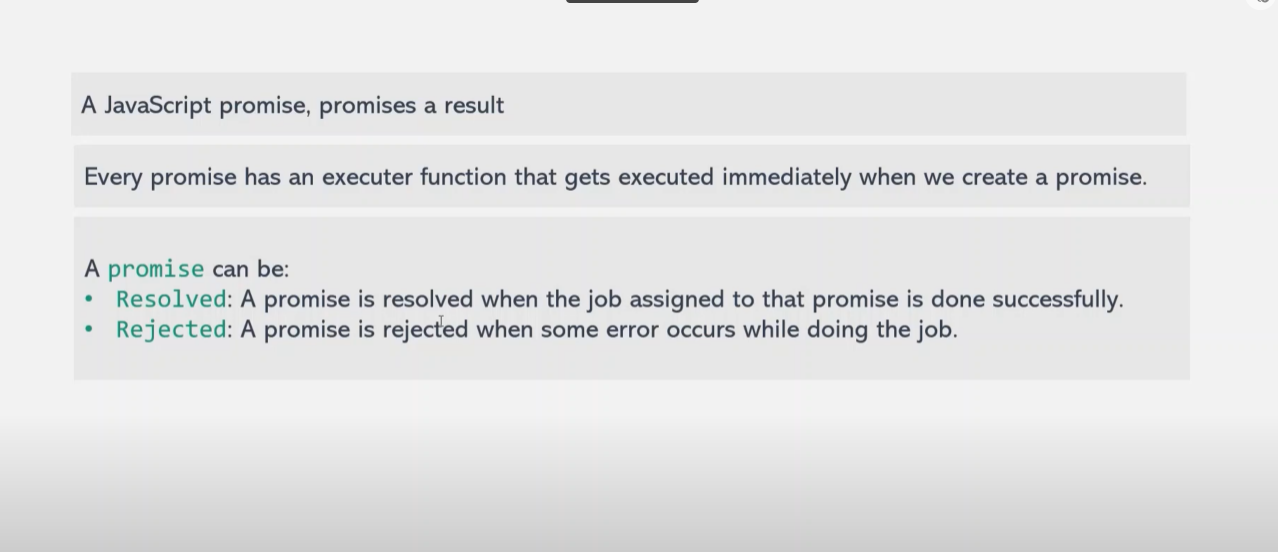 A JavaScript promise, promises a result
Every promise has an executer function that gets executed immediately when we create a promise.
A promise can be:
• Resolved: A promise is resolved when the job assigned to that promise is done successfully.
• Rejected: A promise is rejected when some error occurs while doing the job.